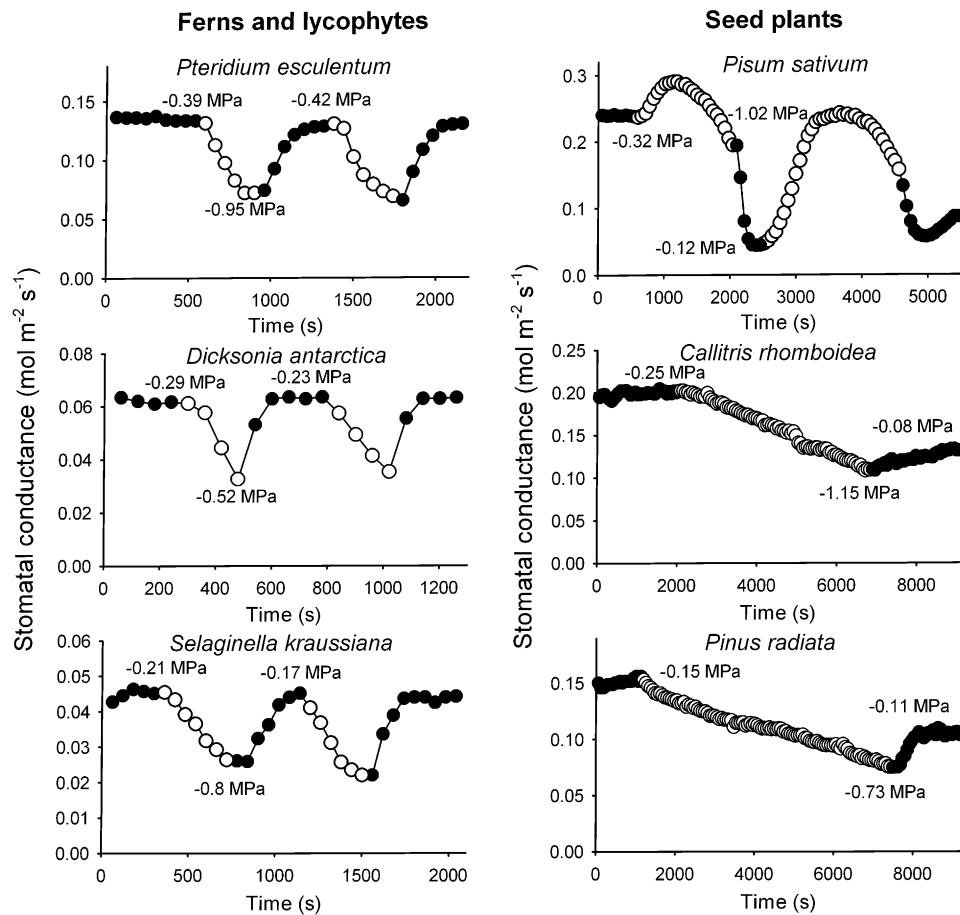 Ferns and lycophytes
Seed plants
Stomatal conductance (mol m⁻² s⁻¹)
Pteridium esculentum
-0.39 MPa
-0.42 MPa
-0.95 MPa
0.15
0.10
0.05
0.00
0 500 1000 1500 2000
Time (s)
Dicksonia antarctica
-0.29 MPa
-0.23 MPa
-0.52 MPa
0.08
0.06
0.04
0.02
0.00
0 200 400 600 800 1000 1200
Time (s)
Selaginella kraussiana
-0.21 MPa
-0.17 MPa
-0.8 MPa
0.06
0.05
0.04
0.03
0.02
0.01
0.00
0 500 1000 1500 2000
Time (s)
Stomatal conductance (mol m⁻² s⁻¹)
Pisum sativum
-0.32 MPa
-1.02 MPa
-0.12 MPa
0.3
0.2
0.1
0.0
0 1000 2000 3000 4000 5000
Time (s)
Callitris rhomboidea
-0.25 MPa
-0.08 MPa
-1.15 MPa
0.25
0.20
0.15
0.10
0.05
0.00
0 2000 4000 6000 8000
Time (s)
Pinus radiata
-0.15 MPa
-0.11 MPa
-0.73 MPa
0.15
0.10
0.05
0.00
0 2000 4000 6000 8000
Time (s)